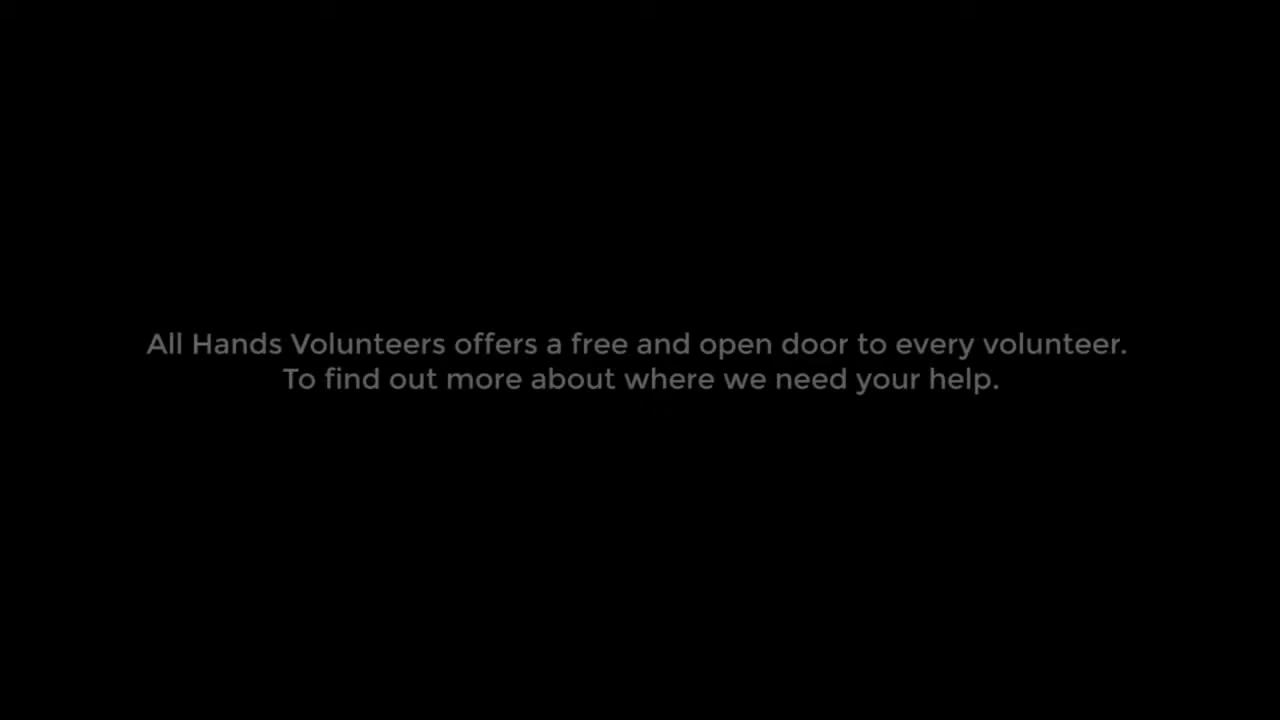 All Hands Volunteers offers a free and open door to every volunteer.
To find out more about where we need your help.